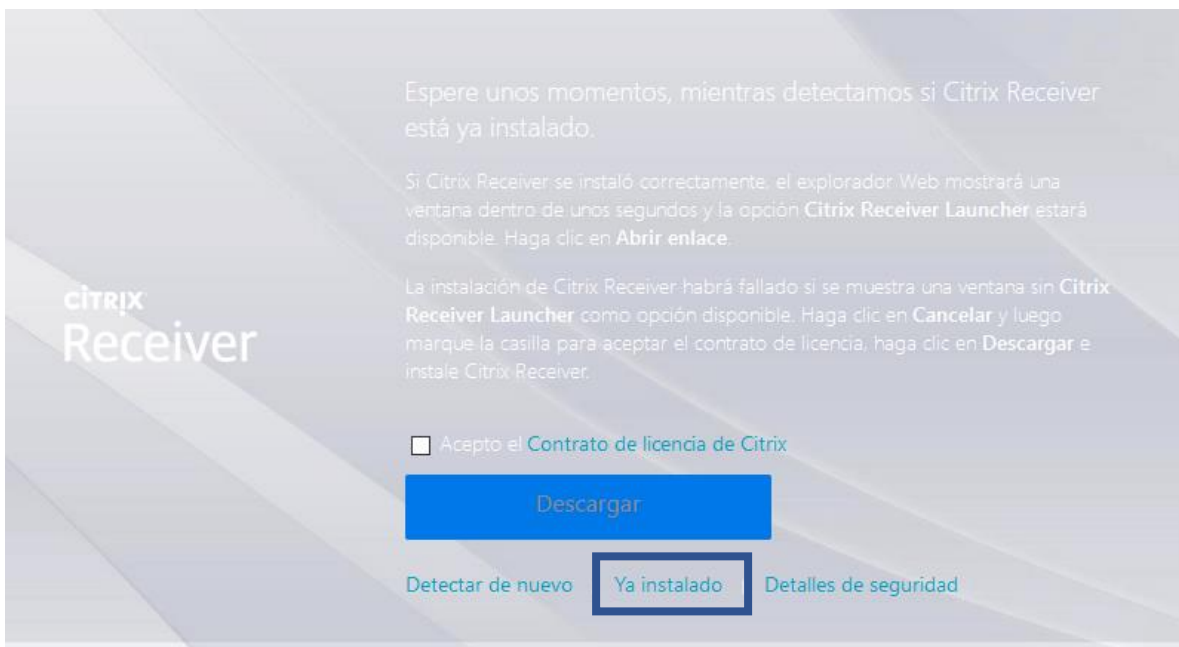 Espere unos momentos, mientras detectamos si Citrix Receiver
está ya instalado.
Si Citrix Receiver se instaló correctamente, el explorador Web mostrará una
ventana dentro de unos segundos y la opción Citrix Receiver Launcher estará
disponible. Haga clic en Abrir enlace.
La instalación de Citrix Receiver habrá fallado si se muestra una ventana sin Citrix
Receiver Launcher como opción disponible. Haga clic en Cancelar y luego
marque la casilla para aceptar el contrato de licencia, haga clic en Descargar e
instale Citrix Receiver.
CITRIX
Receiver
Acepto el Contrato de licencia de Citrix
Descargar
Detectar de nuevo Ya instalado Detalles de seguridad